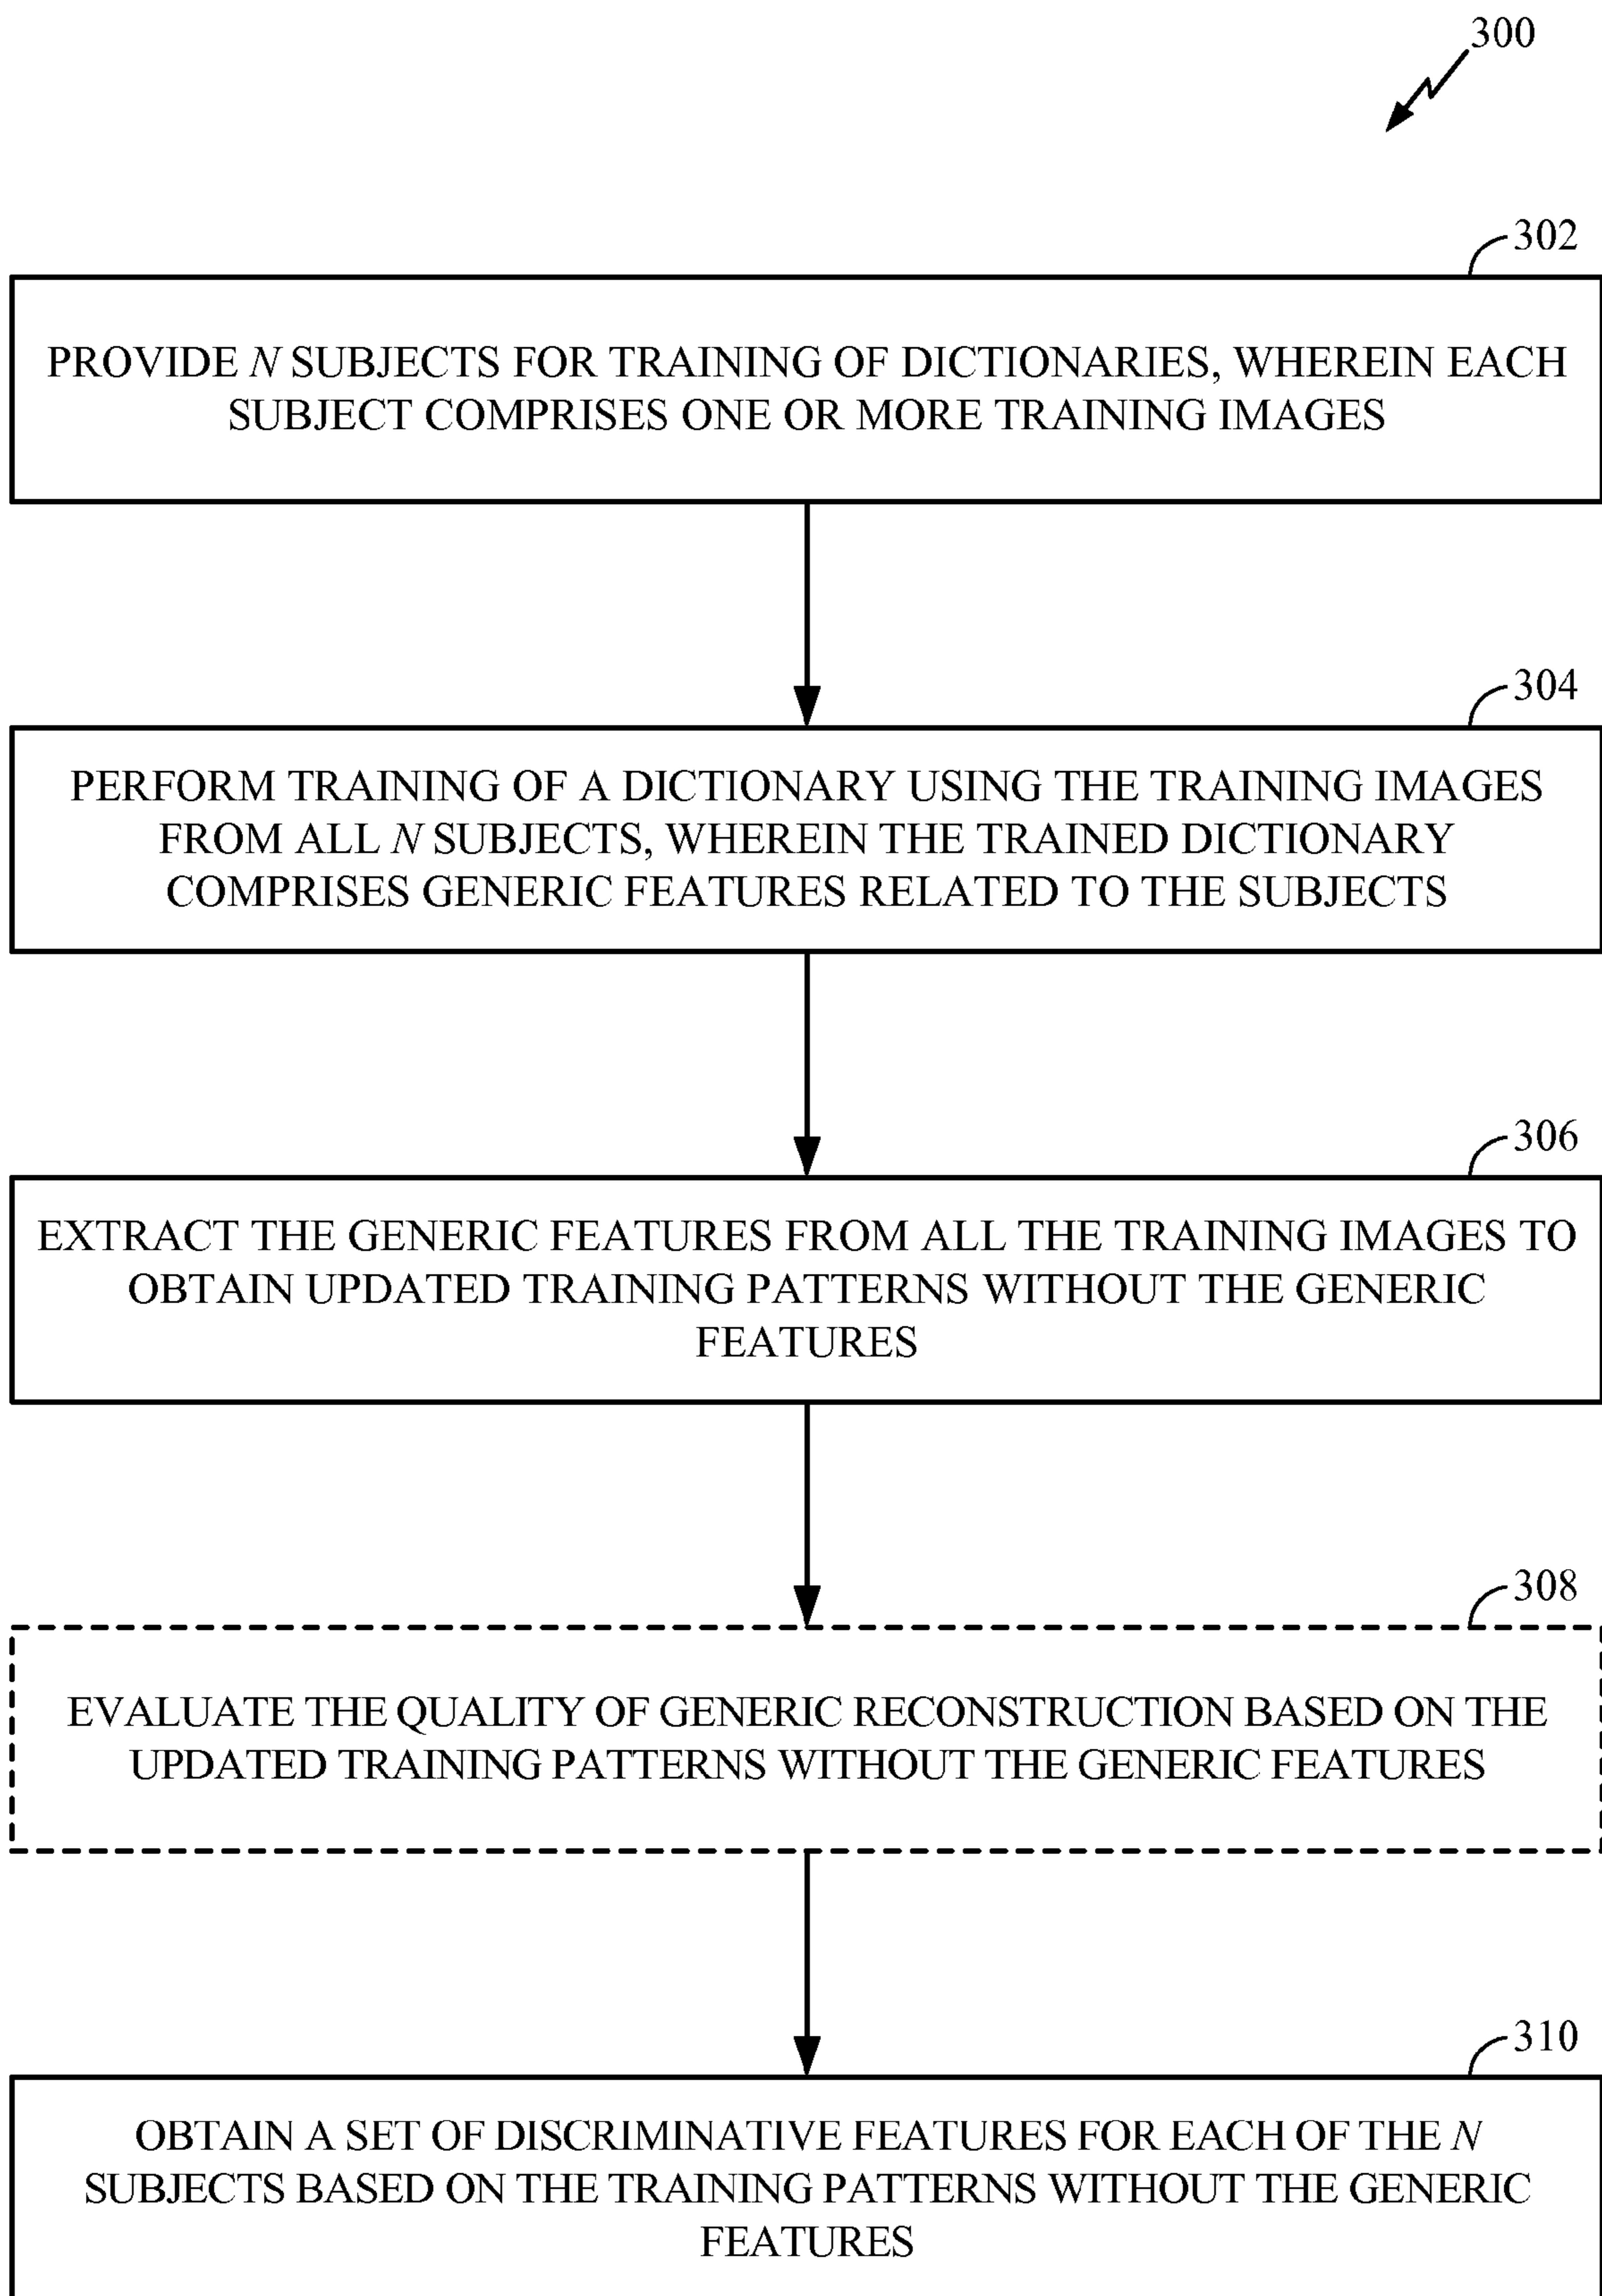 300
302
PROVIDE N SUBJECTS FOR TRAINING OF DICTIONARIES, WHEREIN EACH
SUBJECT COMPRISES ONE OR MORE TRAINING IMAGES
304
PERFORM TRAINING OF A DICTIONARY USING THE TRAINING IMAGES
FROM ALL N SUBJECTS, WHEREIN THE TRAINED DICTIONARY
COMPRISES GENERIC FEATURES RELATED TO THE SUBJECTS
306
EXTRACT THE GENERIC FEATURES FROM ALL THE TRAINING IMAGES TO
OBTAIN UPDATED TRAINING PATTERNS WITHOUT THE GENERIC
FEATURES
308
EVALUATE THE QUALITY OF GENERIC RECONSTRUCTION BASED ON THE
UPDATED TRAINING PATTERNS WITHOUT THE GENERIC FEATURES
310
OBTAIN A SET OF DISCRIMINATIVE FEATURES FOR EACH OF THE N
SUBJECTS BASED ON THE TRAINING PATTERNS WITHOUT THE GENERIC
FEATURES